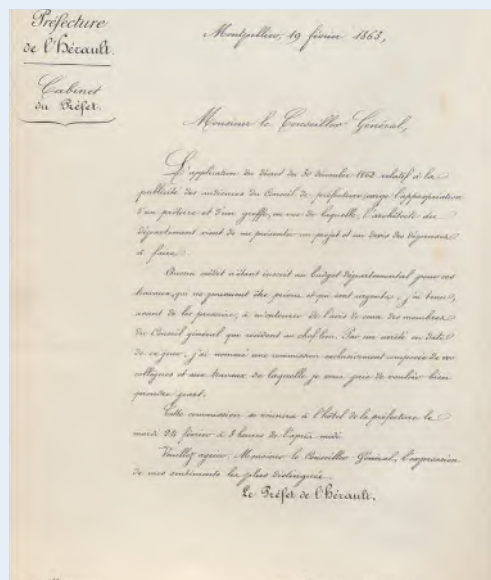 Préfecture
de l'Hérault.
Cabinet
du Préfet.
Montpellier, 19 février 1863,
Monsieur le Conseiller Général,
L'application du décret du 30 décembre 1862 relatif à la
publicité des audiences du Conseil de préfecture exige l'appropriation
d'un prétoire et d'un greffe, en vue de laquelle, l'architecte du
département vient de me présenter un projet et un devis des dépenses
à faire.
Aucun crédit n'étant inscrit au budget départemental pour ces
travaux, qui ne pouvaient être prévus et qui sont urgents, j'ai tenu,
avant de les prescrire, à m'entourer de l'avis de ceux des membres
du Conseil général qui résident au chef-lieu. Par un arrêté en date
de ce jour, j'ai nommé une commission exclusivement composée de vos
collègues et aux travaux de laquelle je vous prie de vouloir bien
prendre part.
Cette commission se réunira à l'hôtel de la préfecture le
mardi 24 février à 3 heures de l'après midi
Veuillez agréer, Monsieur le Conseiller Général, l'expression
de mes sentiments les plus distingués.
Le Préfet de l'Hérault.